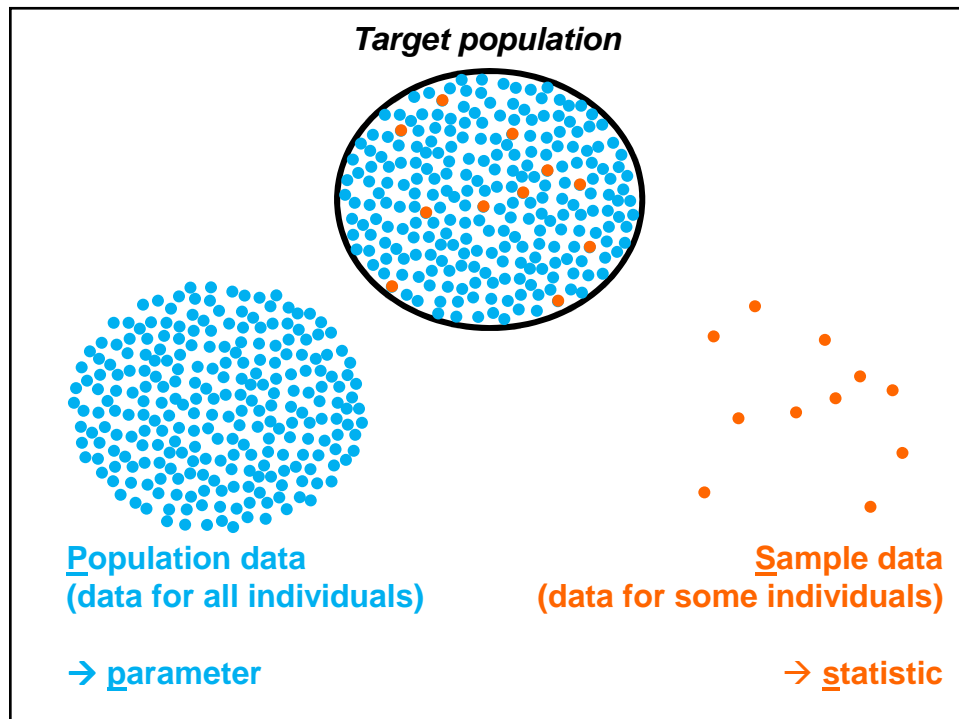 Target population
Population data
(data for all individuals)
→ parameter
Sample data
(data for some individuals)
→ statistic